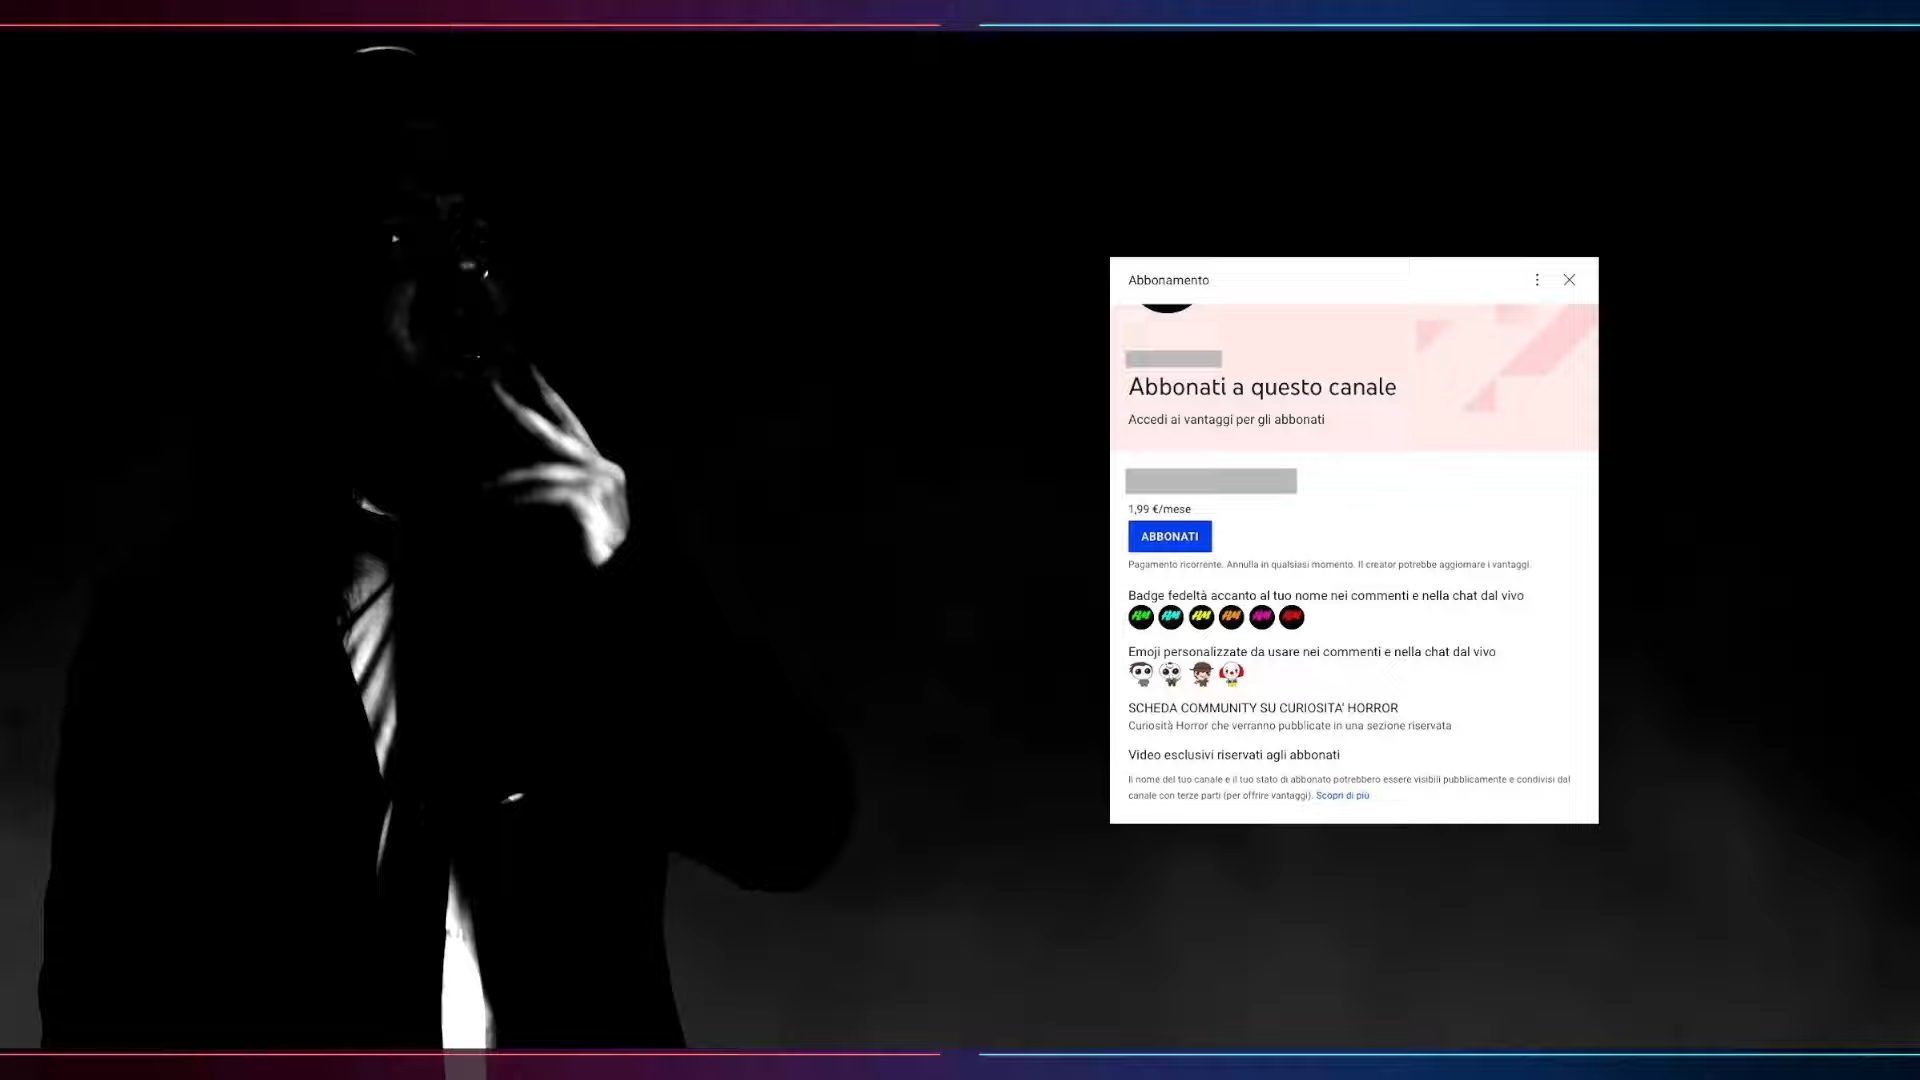 Abbonamento
Abbonati a questo canale
Accedi ai vantaggi per gli abbonati
1,99 €/mese
ABBONATI
Pagamento ricorrente. Annulla in qualsiasi momento. Il creator potrebbe aggiornare i vantaggi.
Badge fedeltà accanto al tuo nome nei commenti e nella chat dal vivo
Emoji personalizzate da usare nei commenti e nella chat dal vivo
SCHEDA COMMUNITY SU CURIOSITA' HORROR
Curiosità Horror che verranno pubblicate in una sezione riservata
Video esclusivi riservati agli abbonati
Il nome del tuo canale e il tuo stato di abbonato potrebbero essere visibili pubblicamente e condivisi dal
canale con terze parti (per offrire vantaggi). Scopri di più